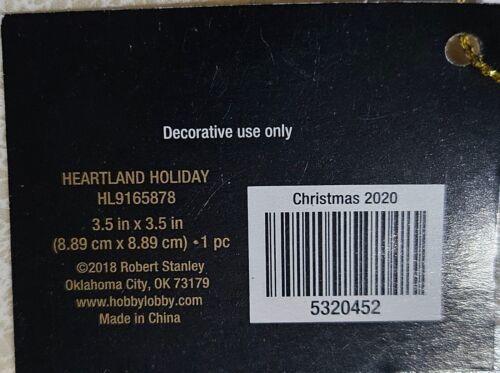 Decorative use only
HEARTLAND HOLIDAY
HL9165878
3.5 in x 3.5 in
(8.89 cm x 8.89 cm) • 1 pc
©2018 Robert Stanley
Oklahoma City, OK 73179
www.hobbylobby.com
Made in China
Christmas 2020
5320452